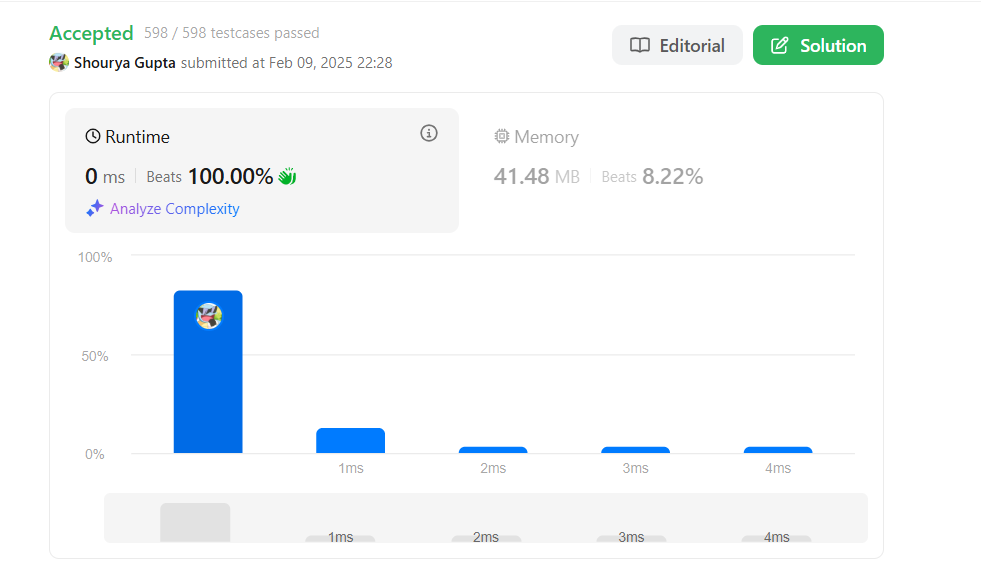 Accepted 598 / 598 testcases passed
Shourya Gupta submitted at Feb 09, 2025 22:28
Editorial
Solution
Runtime
0 ms Beats 100.00%
Analyze Complexity
Memory
41.48 MB Beats 8.22%
100%
50%
0%
1ms 2ms 3ms 4ms
1ms 2ms 3ms 4ms